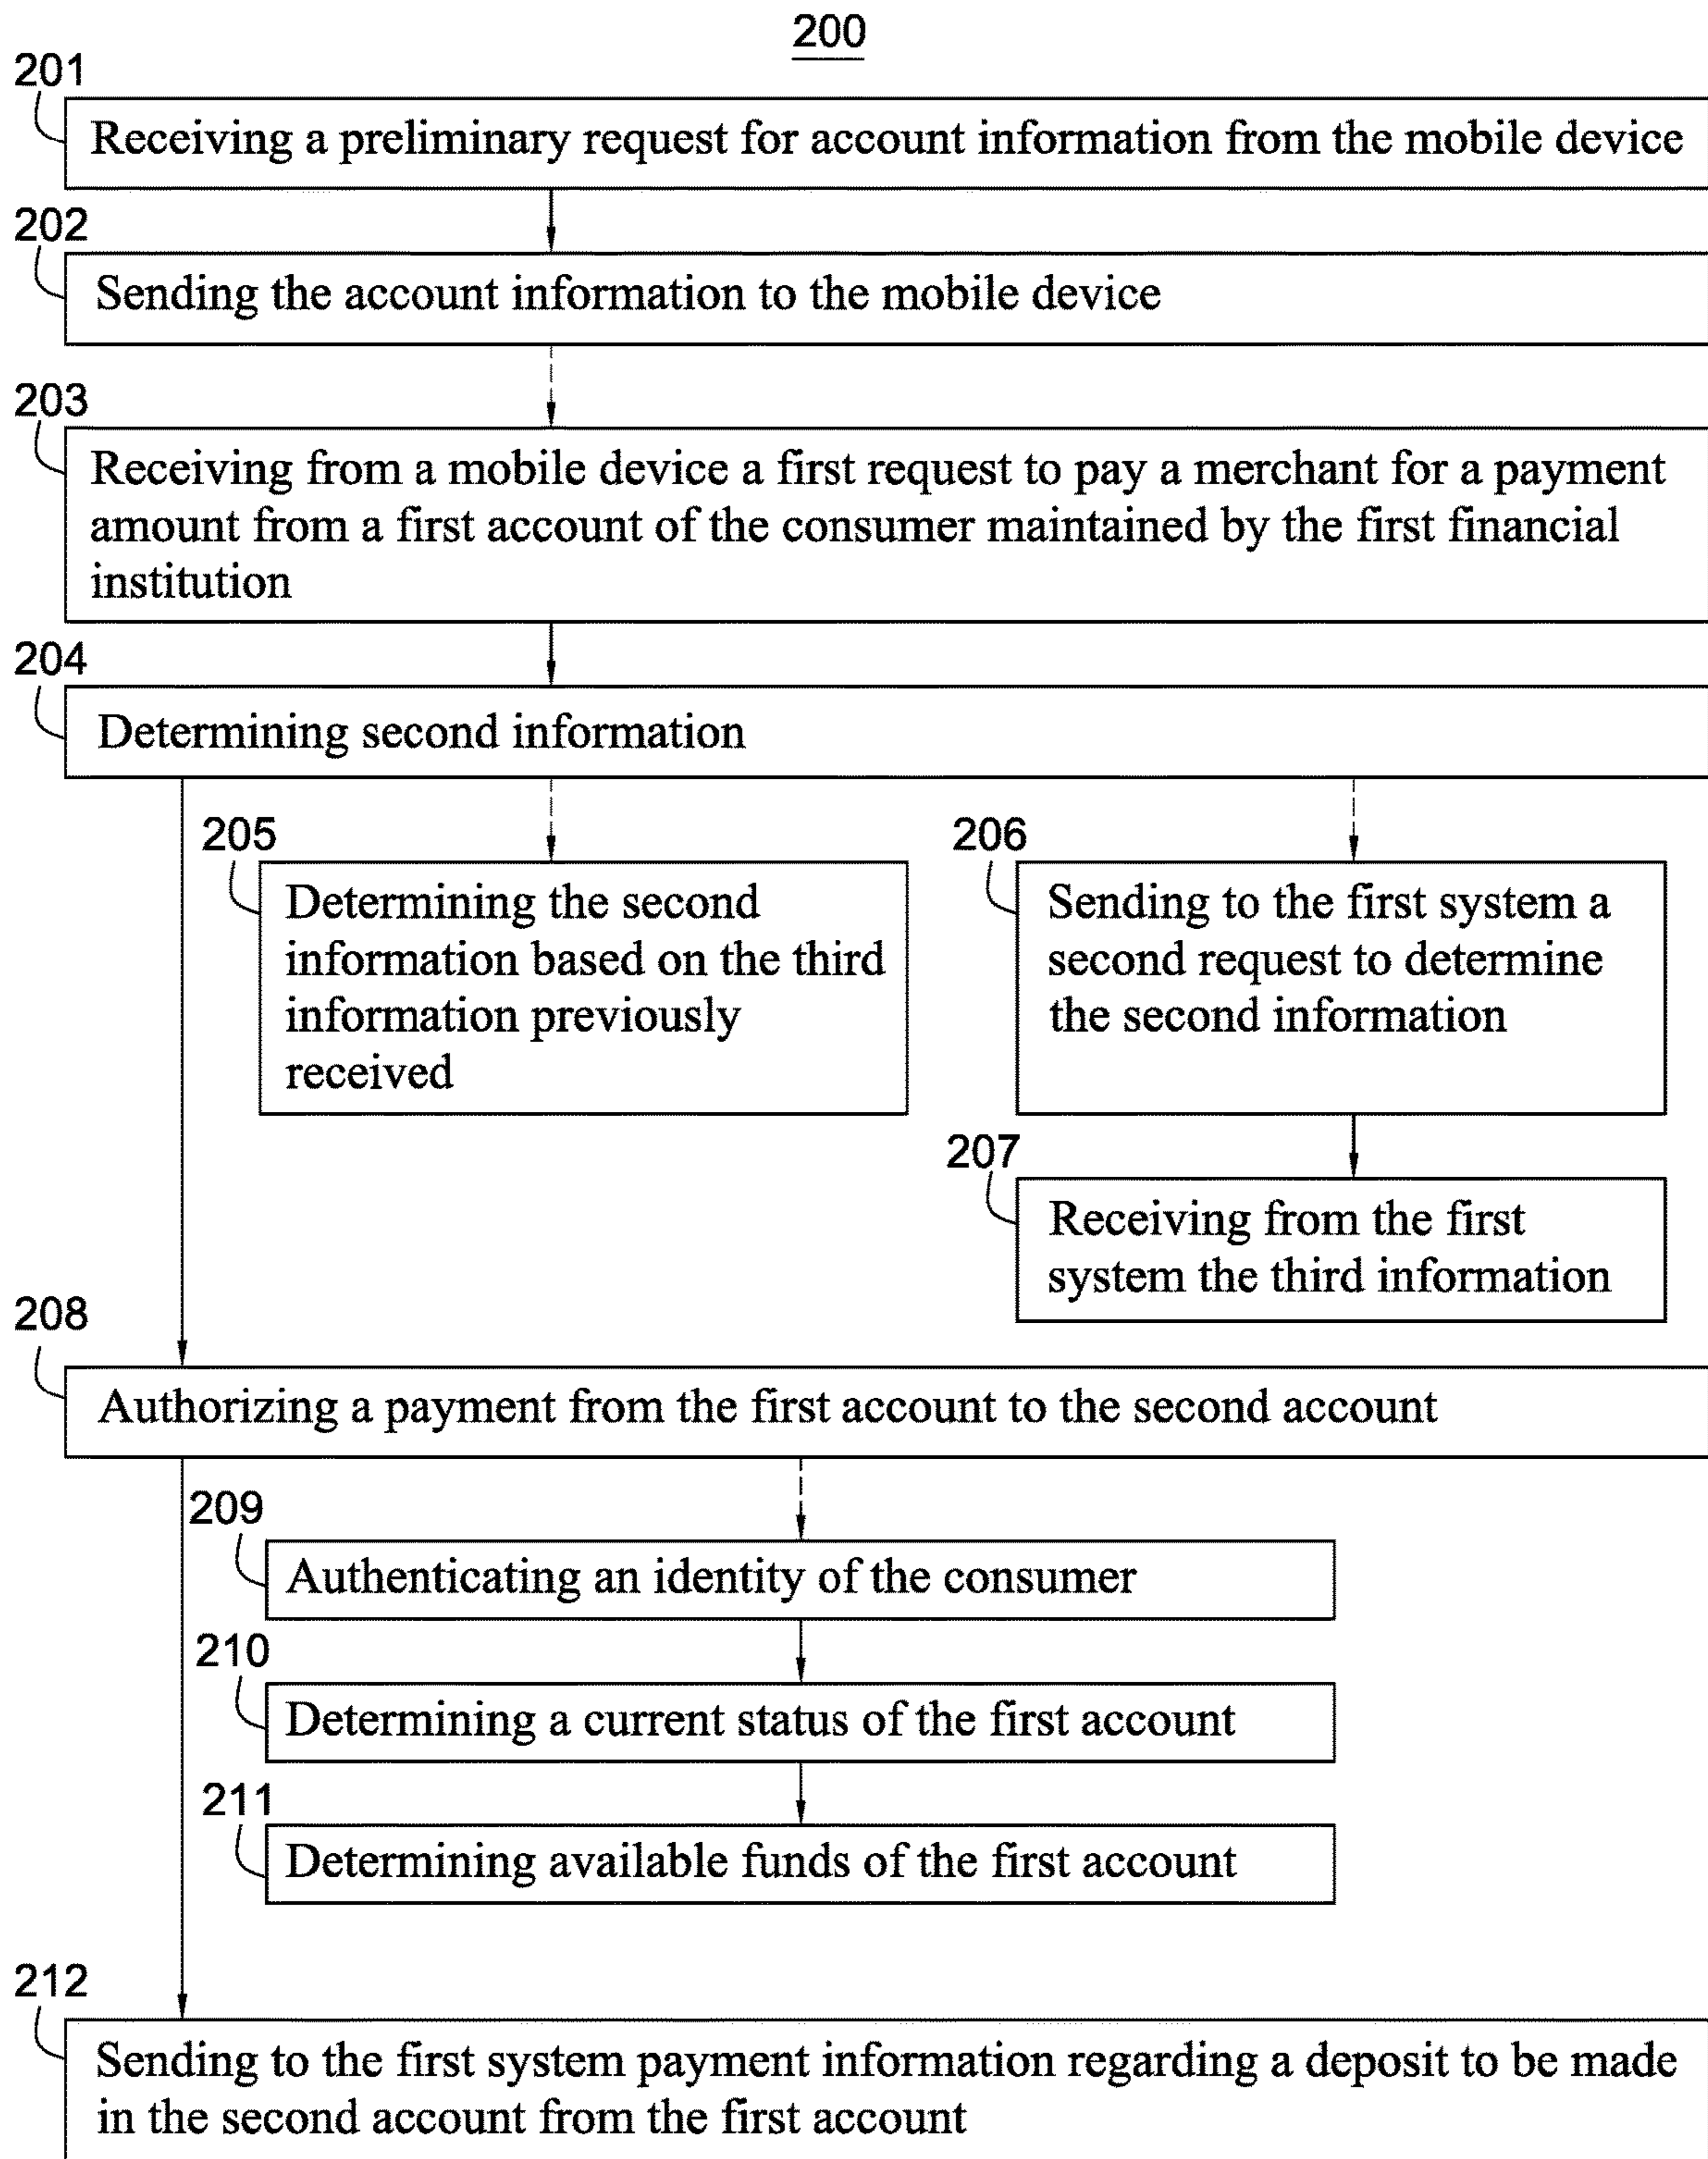 200
201
Receiving a preliminary request for account information from the mobile device
202
Sending the account information to the mobile device
203
Receiving from a mobile device a first request to pay a merchant for a payment
amount from a first account of the consumer maintained by the first financial
institution
204
Determining second information
205
Determining the second
information based on the third
information previously
received
206
Sending to the first system a
second request to determine
the second information
207
Receiving from the first
system the third information
208
Authorizing a payment from the first account to the second account
209
Authenticating an identity of the consumer
210
Determining a current status of the first account
211
Determining available funds of the first account
212
Sending to the first system payment information regarding a deposit to be made
in the second account from the first account